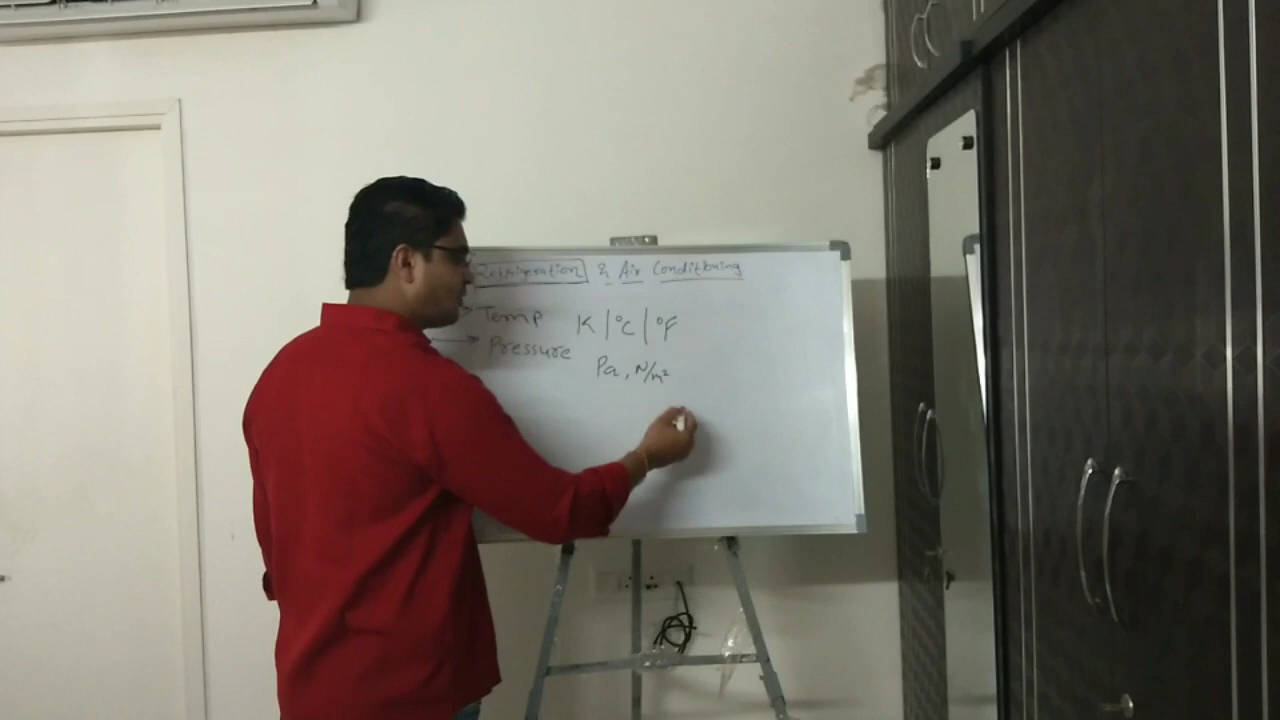 Refrigeration & Air Conditioning
→ Temp K | °C | °F
→ Pressure
Pa, N/m²